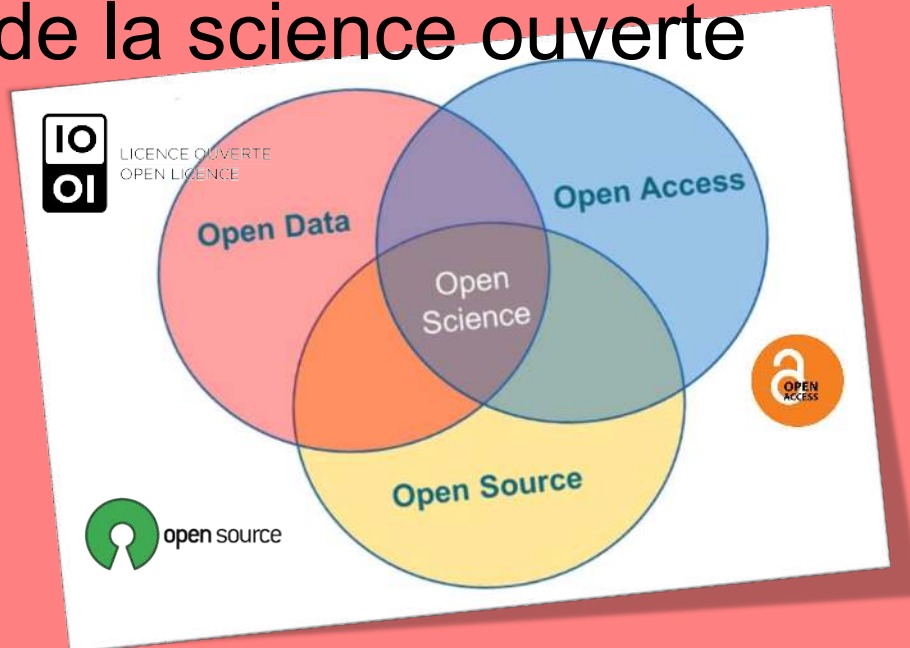 de la science ouverte
IO
OI
LICENCE OUVERTE
OPEN LICENCE
Open Data
Open Access
Open
Science
OPEN
ACCESS
Open Source
open source